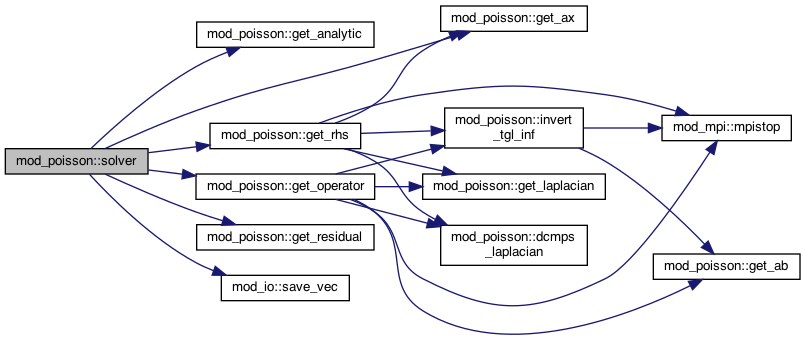 mod_poisson::solver
mod_poisson::get_analytic
mod_poisson::get_rhs
mod_poisson::get_operator
mod_poisson::get_residual
mod_io::save_vec
mod_poisson::get_ax
mod_poisson::invert
_tgl_inf
mod_poisson::get_laplacian
mod_poisson::dcmps
_laplacian
mod_mpi::mpistop
mod_poisson::get_ab